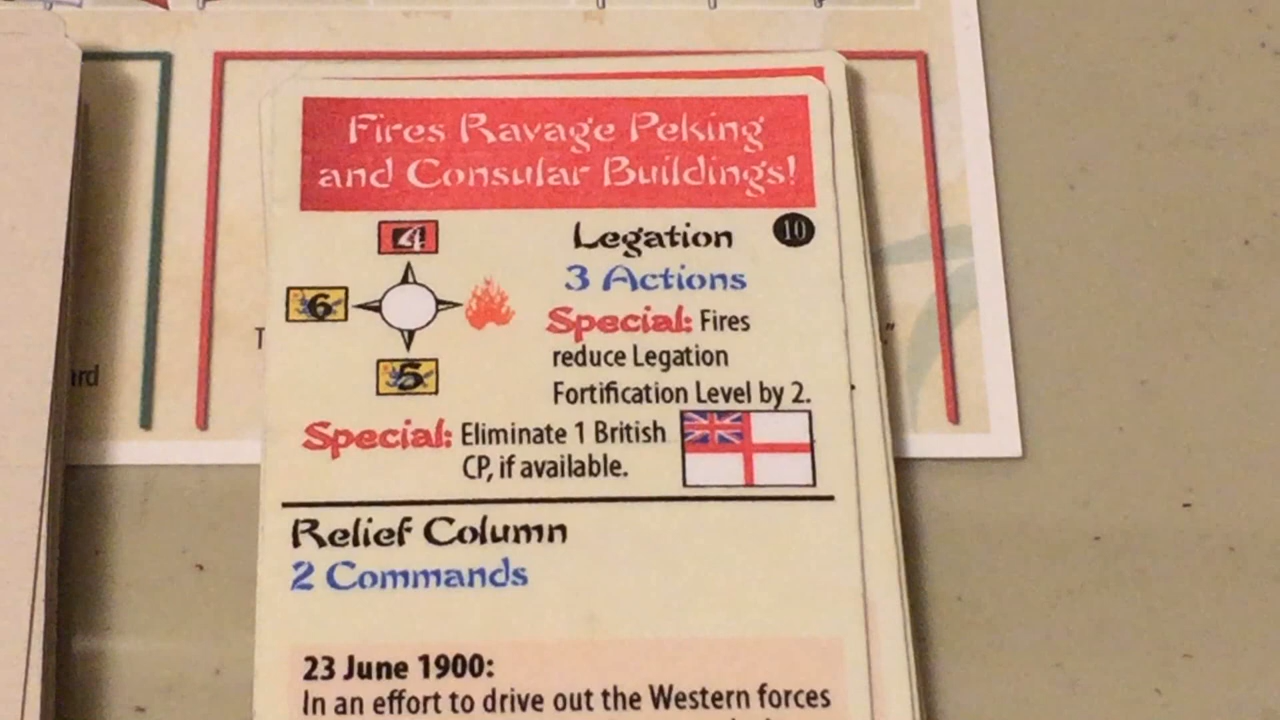 Fires Ravage Peking
and Consular Buildings!
4
Legation
10
3 Actions
6
Special: Fires
reduce Legation
Fortification Level by 2.
5
Special: Eliminate 1 British
CP, if available.
Relief Column
2 Commands
23 June 1900:
In an effort to drive out the Western forces